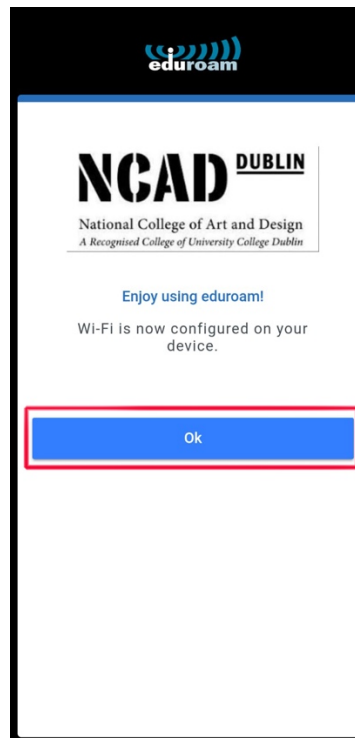 eduroam
NCAD DUBLIN
National College of Art and Design
A Recognised College of University College Dublin
Enjoy using eduroam!
Wi-Fi is now configured on your
device.
Ok